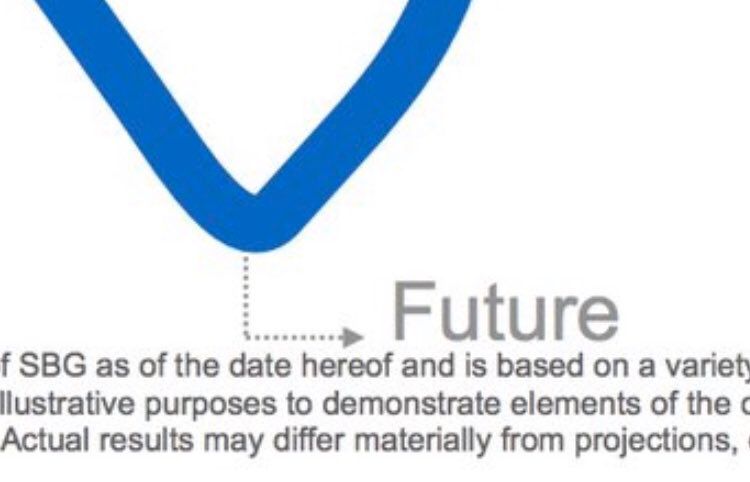 Future
f SBG as of the date hereof and is based on a variety
llustrative purposes to demonstrate elements of the
Actual results may differ materially from projections,